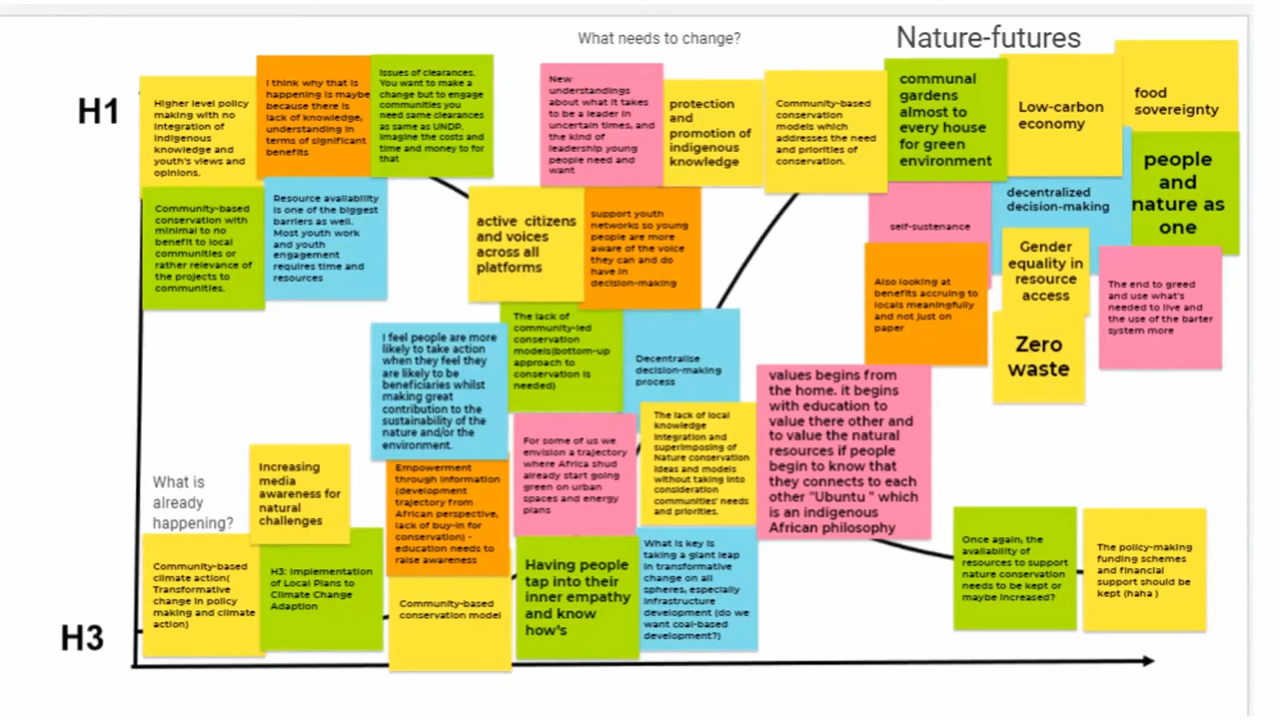 What needs to change?
Nature-futures
H1
Higher level policy
making with no
integration of
indigenous
knowledge and
youth's views and
opinions.
I think why that is
happening is maybe
because there is
lack of knowledge,
understanding in
terms of significant
benefits
Issues of clearances.
You want to make a
change but to engage
communities you
need same clearances
as same as UNDP.
Imagine the costs and
time and money to for
that
New
understandings
about what it takes
to be a leader in
uncertain times, and
the kind of
leadership young
people need and
want
protection
and
promotion of
indigenous
knowledge
Community-based
conservation
models which
addresses the need
and priorities of
conservation.
communal
gardens
almost to
every house
for green
environment
Low-carbon
economy
food
sovereignty
people
and
nature as
one
Community-based
conservation with
minimal to no
benefit to local
communities or
rather relevance of
the projects to
communities.
Resource availability
is one of the biggest
barriers as well.
Most youth work
and youth
engagement
requires time and
resources
active citizens
and voices
across all
platforms
support youth
networks so young
people are more
aware of the voice
they can and do
have in
decision-making
self-sustenance
decentralized
decision-making
Gender
equality in
resource
access
The end to greed
and use what's
needed to live and
the use of the barter
system more
Also looking at
benefits accruing to
locals meaningfully
and not just on
paper
Zero
waste
I feel people are more
likely to take action
when they feel they
are likely to be
beneficiaries whilst
making great
contribution to the
sustainability of the
nature and/or the
environment.
The lack of
community-led
conservation
models(bottom-up
approach to
conservation is
needed)
Decentralise
decision-making
process
values begins from
the home. it begins
with education to
value there other and
to value the natural
resources if people
begin to know that
they connects to each
other "Ubuntu " which
is an indigenous
African philosophy
What is
already
happening?
Increasing
media
awareness for
natural
challenges
Empowerment
through information
(development
trajectory from
African perspective,
lack of buy-in for
conservation) -
education needs to
raise awareness
For some of us we
envision a trajectory
where Africa shud
already start going
green on urban
spaces and energy
plans
The lack of local
knowledge
integration and
superimposing of
Nature conservation
ideas and models
without taking into
consideration
communities' needs
and priorities.
H3
Community-based
climate action(
Transformative
change in policy
making and climate
action)
H3: Implementation
of Local Plans to
Climate Change
Adaption
Community-based
conservation model
Having people
tap into their
inner empathy
and know
how's
What is key is
taking a giant leap
in transformative
change on all
spheres, especially
infrastructure
development (do we
want coal-based
development?)
Once again, the
availability of
resources to support
nature conservation
needs to be kept or
maybe increased?
The policy-making
funding schemes
and financial
support should be
kept (haha )